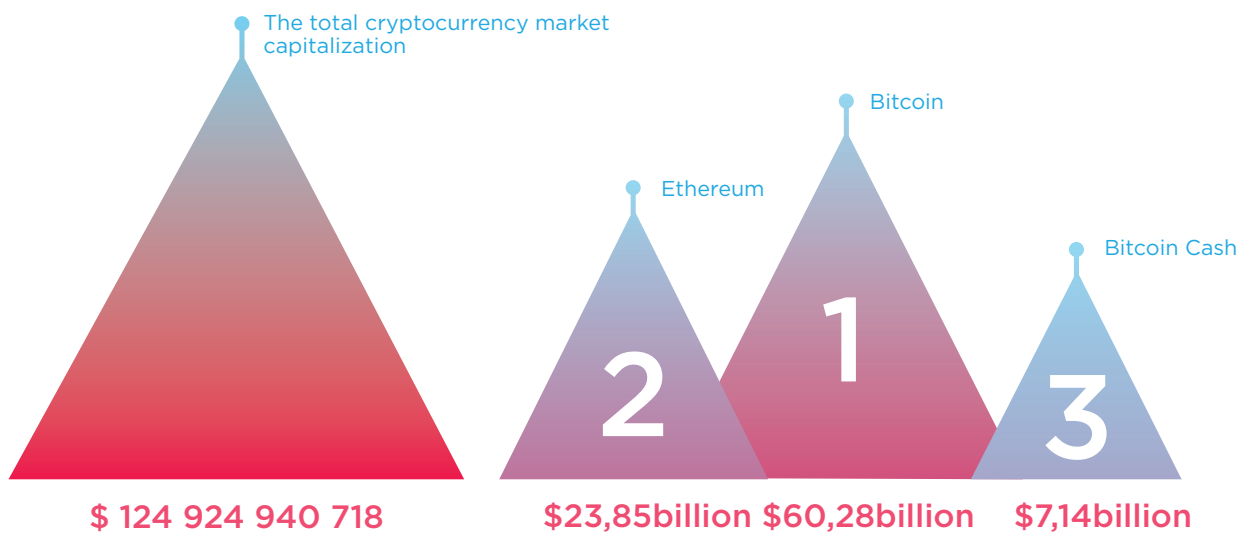 The total cryptocurrency market
capitalization
$ 124 924 940 718
Ethereum
2
$23,85billion
Bitcoin
1
$60,28billion
Bitcoin Cash
3
$7,14billion